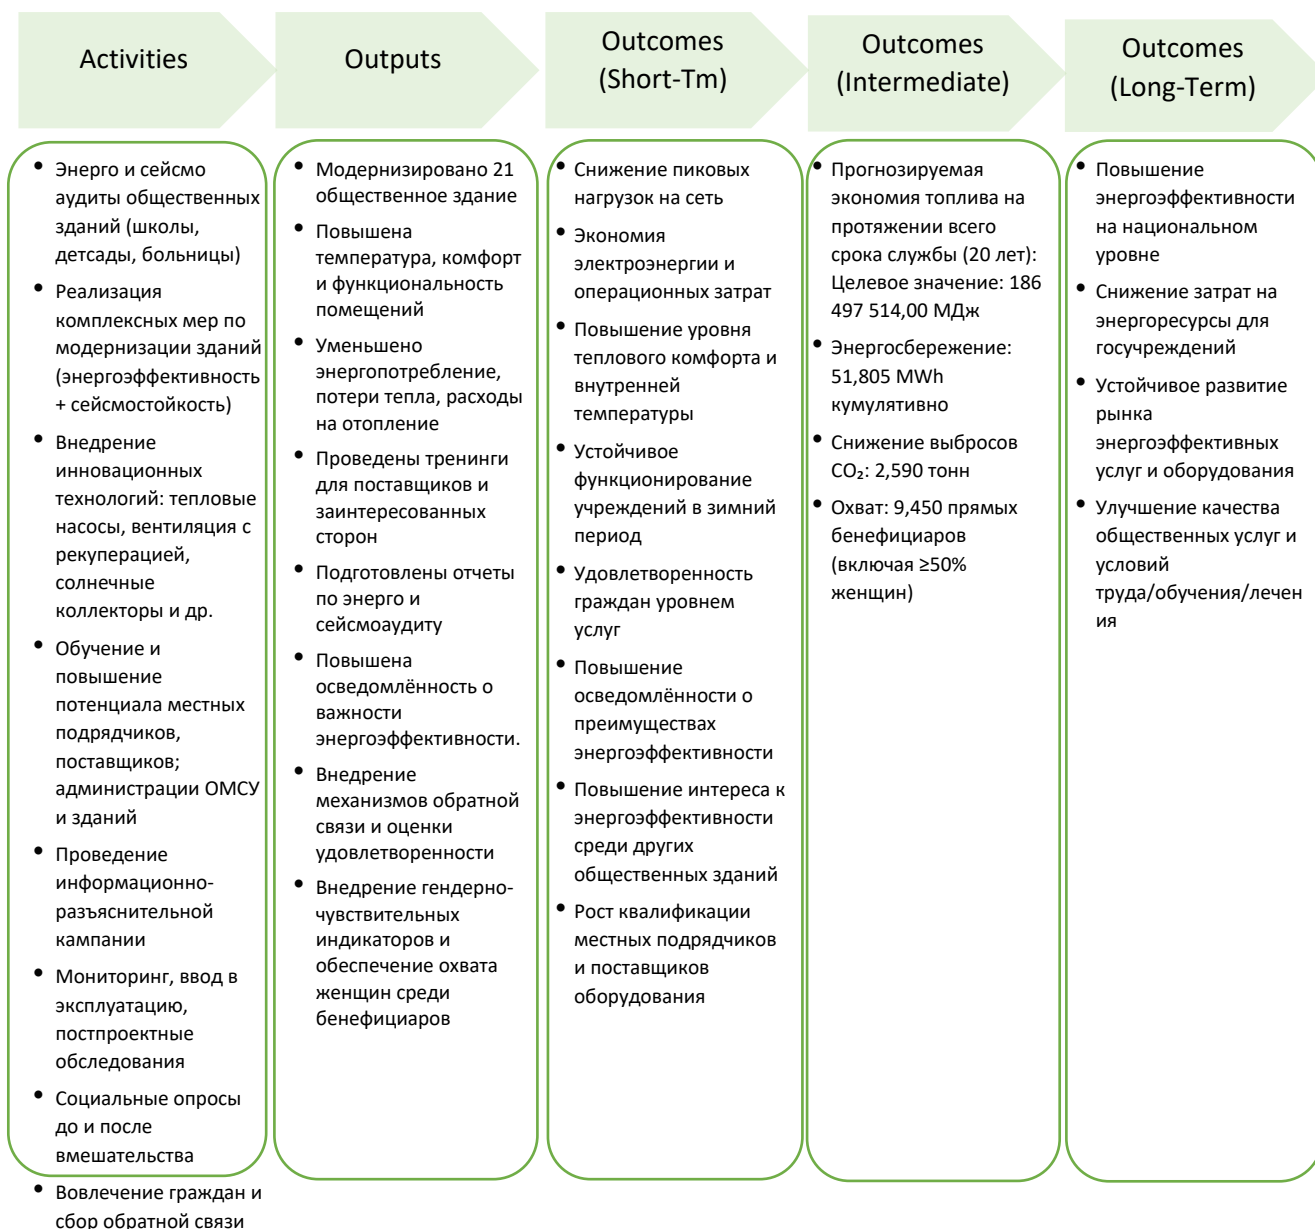 Activities
Outputs
Outcomes
(Short-Tm)
Outcomes
(Intermediate)
Outcomes
(Long-Term)
• Энерго и сейсмо
аудиты общественных
зданий (школы,
детсады, больницы)
• Реализация
комплексных мер по
модернизации зданий
(энергоэффективность
+ сейсмостойкость)
• Внедрение
инновационных
технологий: тепловые
насосы, вентиляция с
рекуперацией,
солнечные
коллекторы и др.
• Обучение и
повышение
потенциала местных
подрядчиков,
поставщиков;
администрации ОМСУ
и зданий
• Проведение
информационно-
разъяснительной
кампании
• Мониторинг, ввод в
эксплуатацию,
постпроектные
обследования
• Социальные опросы
до и после
вмешательства
• Вовлечение граждан и
сбор обратной связи
• Модернизировано 21
общественное здание
• Повышена
температура, комфорт
и функциональность
помещений
• Уменьшено
энергопотребление,
потери тепла, расходы
на отопление
• Проведены тренинги
для поставщиков и
заинтересованных
сторон
• Подготовлены отчеты
по энерго и
сейсмоаудиту
• Повышена
осведомлённость о
важности
энергоэффективности.
• Внедрение
механизмов обратной
связи и оценки
удовлетворенности
• Внедрение гендерно-
чувствительных
индикаторов и
обеспечение охвата
женщин среди
бенефициаров
• Снижение пиковых
нагрузок на сеть
• Экономия
электроэнергии и
операционных затрат
• Повышение уровня
теплового комфорта и
внутренней
температуры
• Устойчивое
функционирование
учреждений в зимний
период
• Удовлетворенность
граждан уровнем
услуг
• Повышение
осведомлённости о
преимуществах
энергоэффективности
• Повышение интереса к
энергоэффективности
среди других
общественных зданий
• Рост квалификации
местных подрядчиков
и поставщиков
оборудования
• Прогнозируемая
экономия топлива на
протяжении всего
срока службы (20 лет):
Целевое значение: 186
497 514,00 МДж
• Энергосбережение:
51,805 MWh
кумулятивно
• Снижение выбросов
CO₂: 2,590 тонн
• Охват: 9,450 прямых
бенефициаров
(включая ≥50%
женщин)
• Повышение
энергоэффективности
на национальном
уровне
• Снижение затрат на
энергоресурсы для
госучреждений
• Устойчивое развитие
рынка
энергоэффективных
услуг и оборудования
• Улучшение качества
общественных услуг и
условий
труда/обучения/лечен
ия